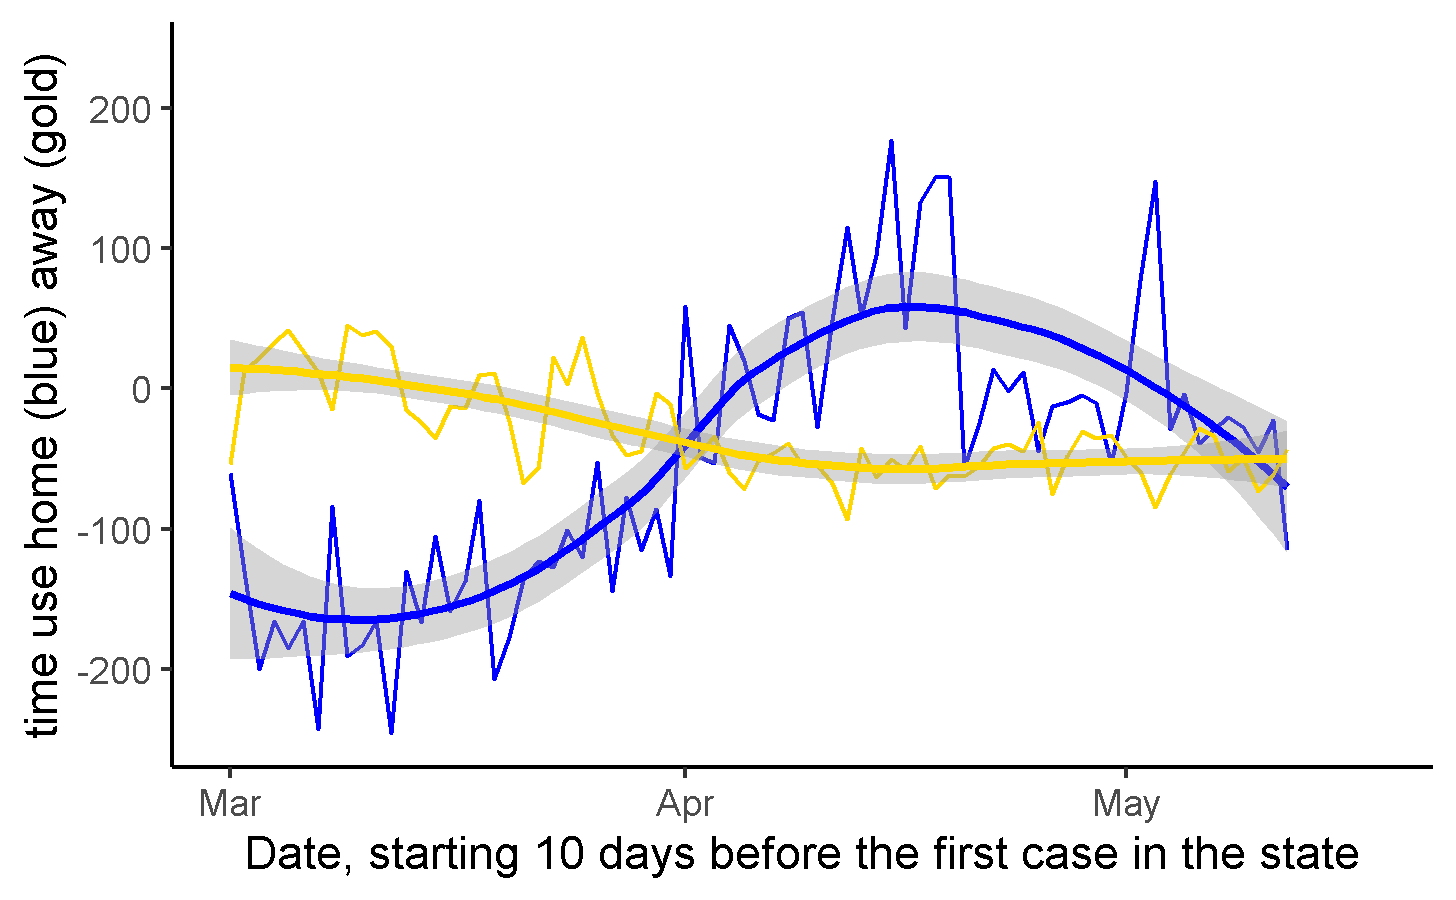 time use home (blue) away (gold)
200
100
0
-100
-200
Mar
Apr
May
Date, starting 10 days before the first case in the state